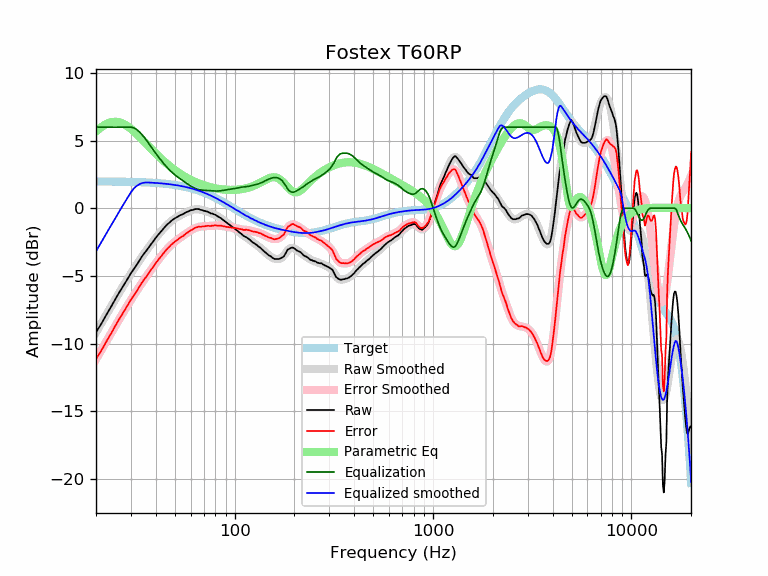 Fostex T60RP
10
5
0
−5
−10
−15
−20
Amplitude (dBr)
Target
Raw Smoothed
Error Smoothed
Raw
Error
Parametric Eq
Equalization
Equalized smoothed
100
1000
10000
Frequency (Hz)